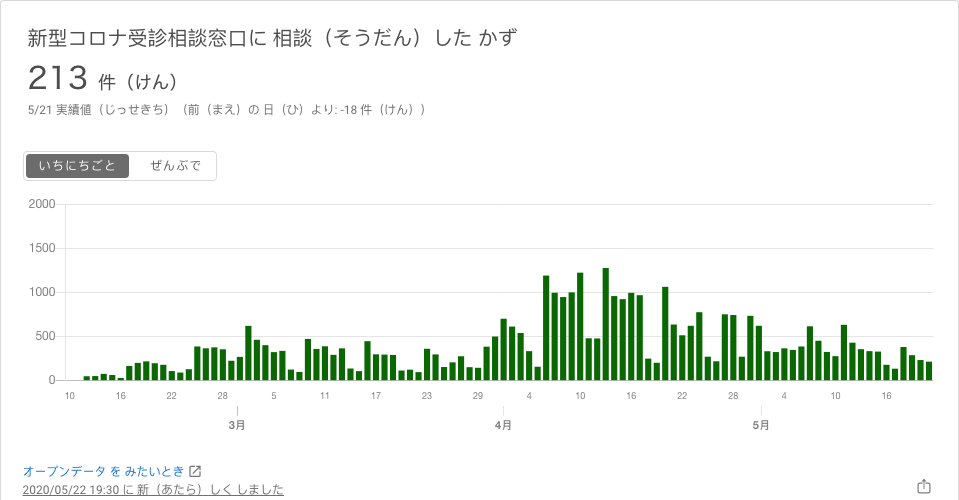 新型コロナ受診相談窓口に 相談（そうだん）した かず
213 件（けん）
5/21 実績値（じっせきち）（前（まえ）の 日（ひ）より: -18 件（けん））
いちにちごと ぜんぶで
2000
1500
1000
500
0
10 16 22 28 5 11 17 23 29 4 10 16 22 28 4 10 16
3月 4月 5月
オープンデータ を みたいとき
2020/05/22 19:30 に 新（あたら）しく しました